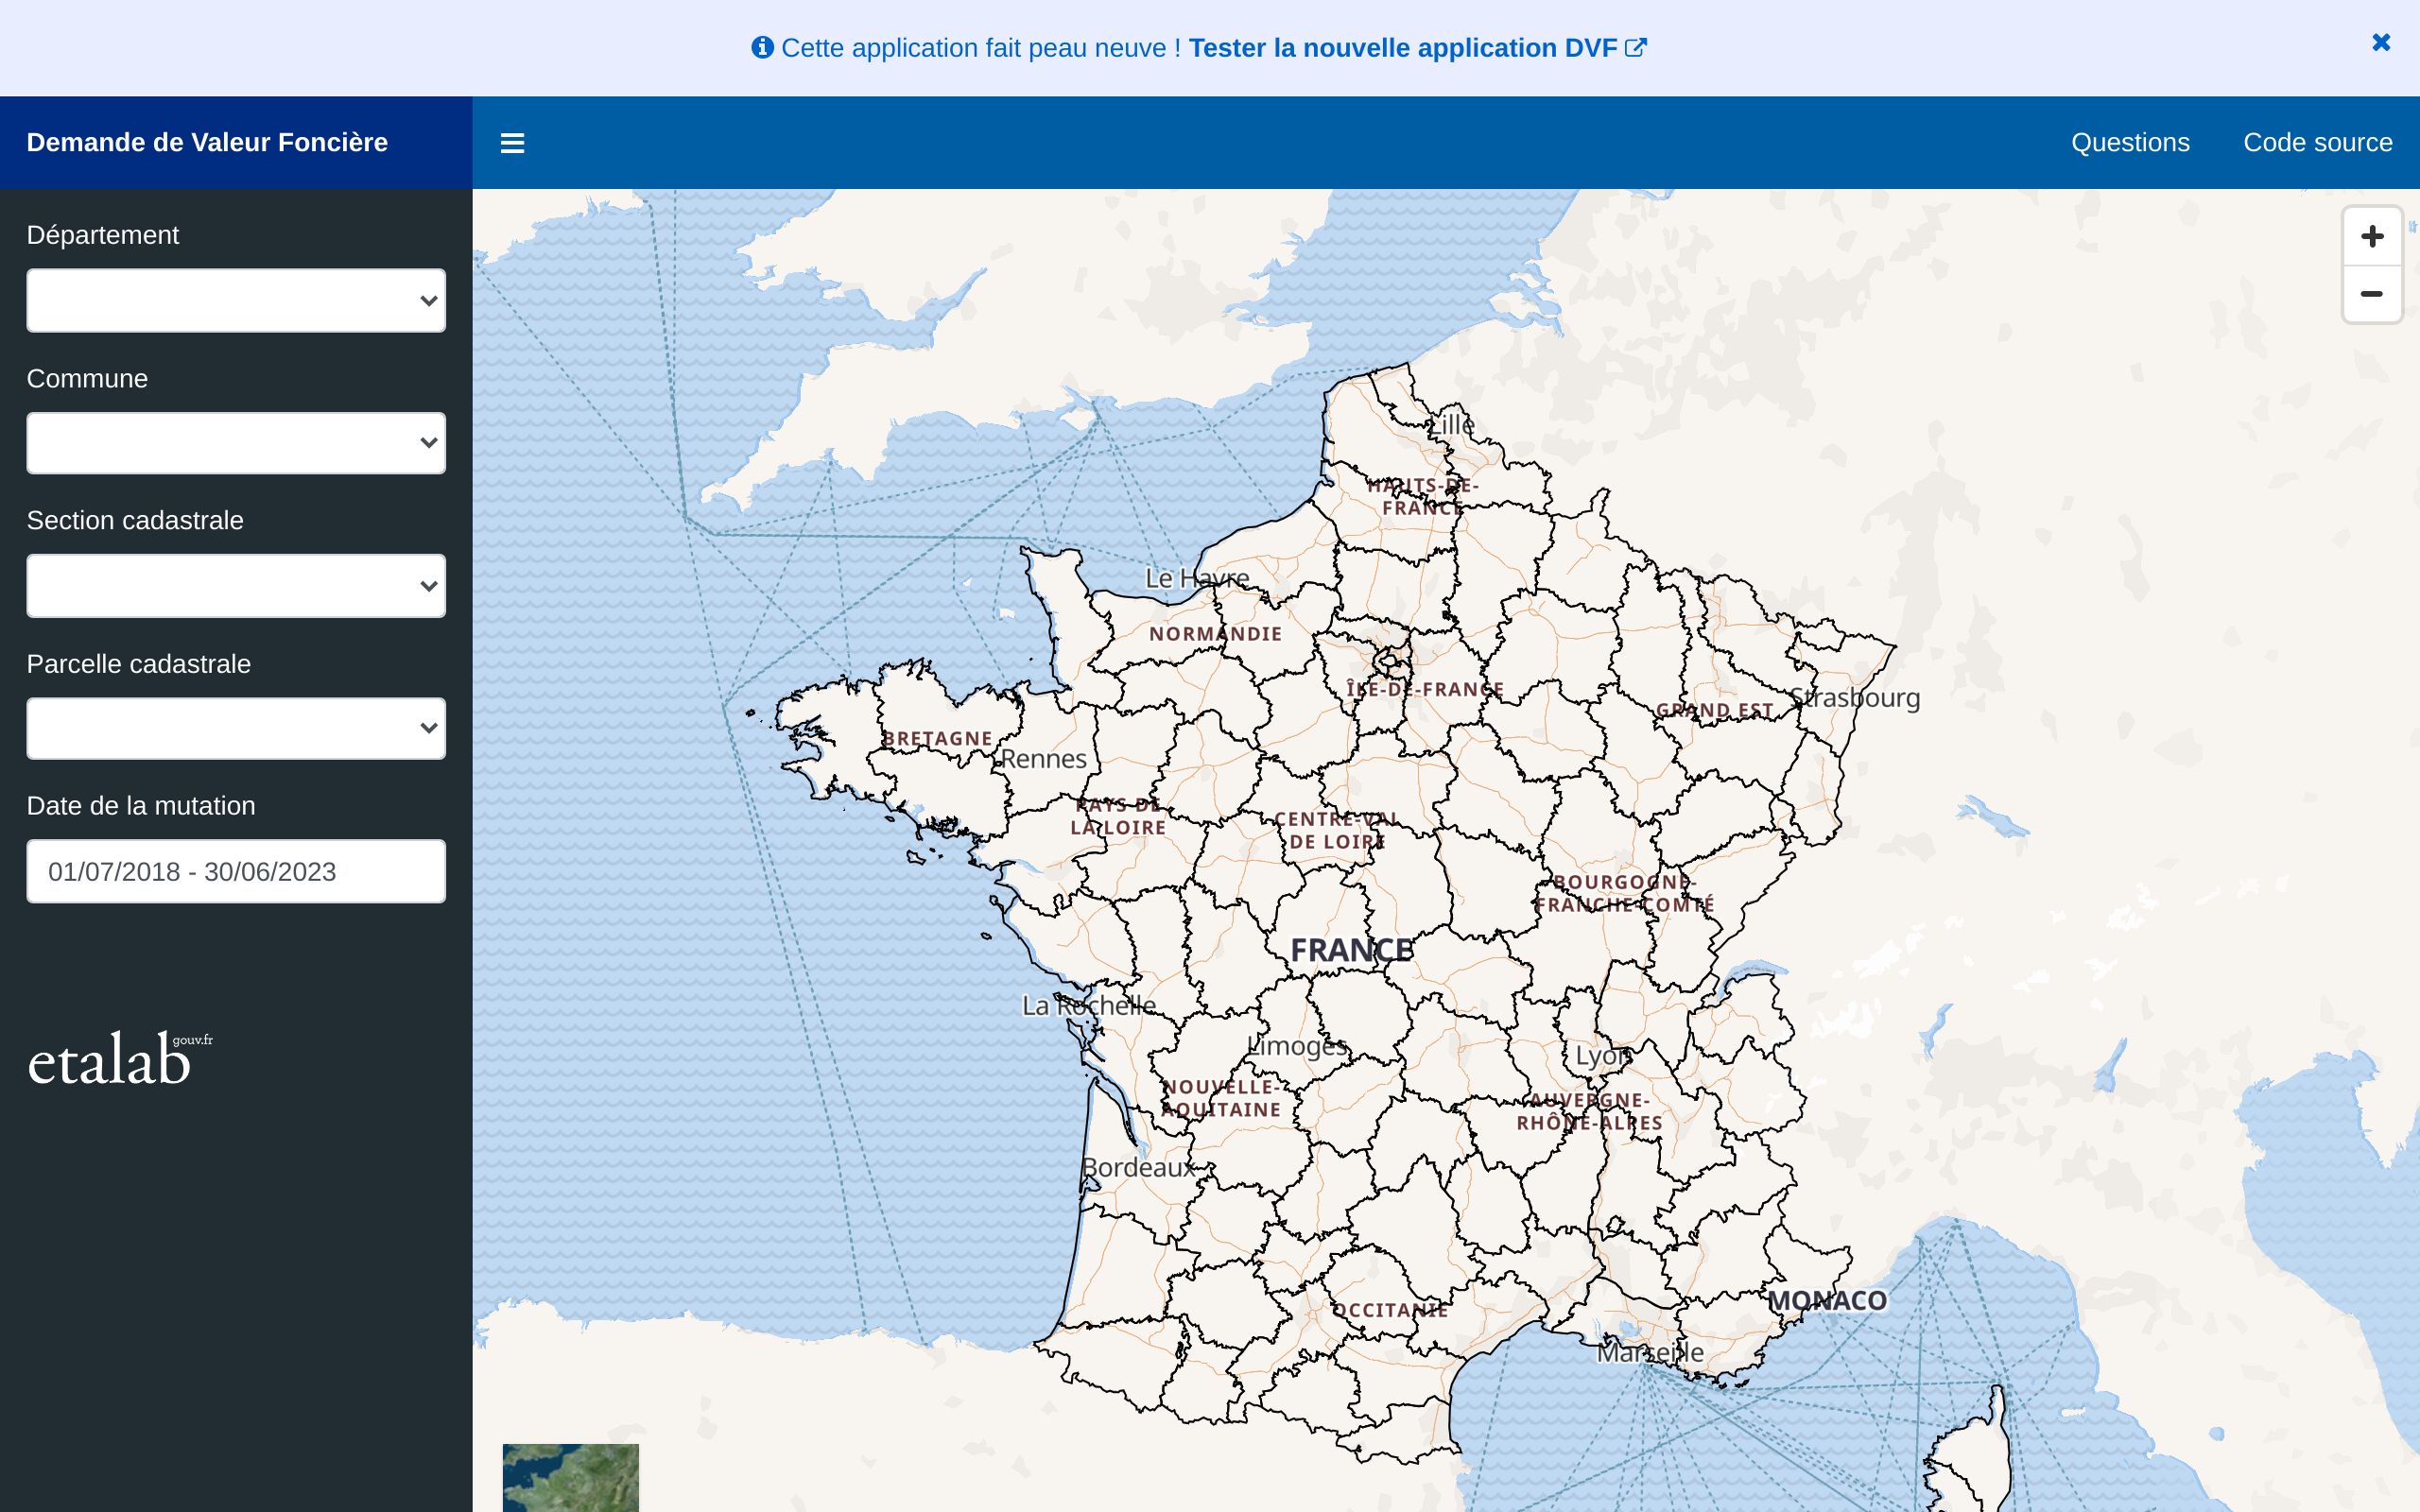 Cette application fait peau neuve ! Tester la nouvelle application DVF
Demande de Valeur Foncière
Questions
Code source
Département
Commune
Section cadastrale
Parcelle cadastrale
Date de la mutation
01/07/2018 - 30/06/2023
etalab
gouv.fr
Lille
HAUTS-DE-
FRANCE
Le Havre
NORMANDIE
ÎLE-DE-FRANCE
Strasbourg
GRAND EST
BRETAGNE
Rennes
PAYS DE
LA LOIRE
CENTRE-VAL
DE LOIRE
BOURGOGNE-
FRANCHE-COMTÉ
FRANCE
La Rochelle
Limoges
Lyon
NOUVELLE-
AQUITAINE
AUVERGNE-
RHÔNE-ALPES
Bordeaux
MONACO
OCCITANIE
Marseille